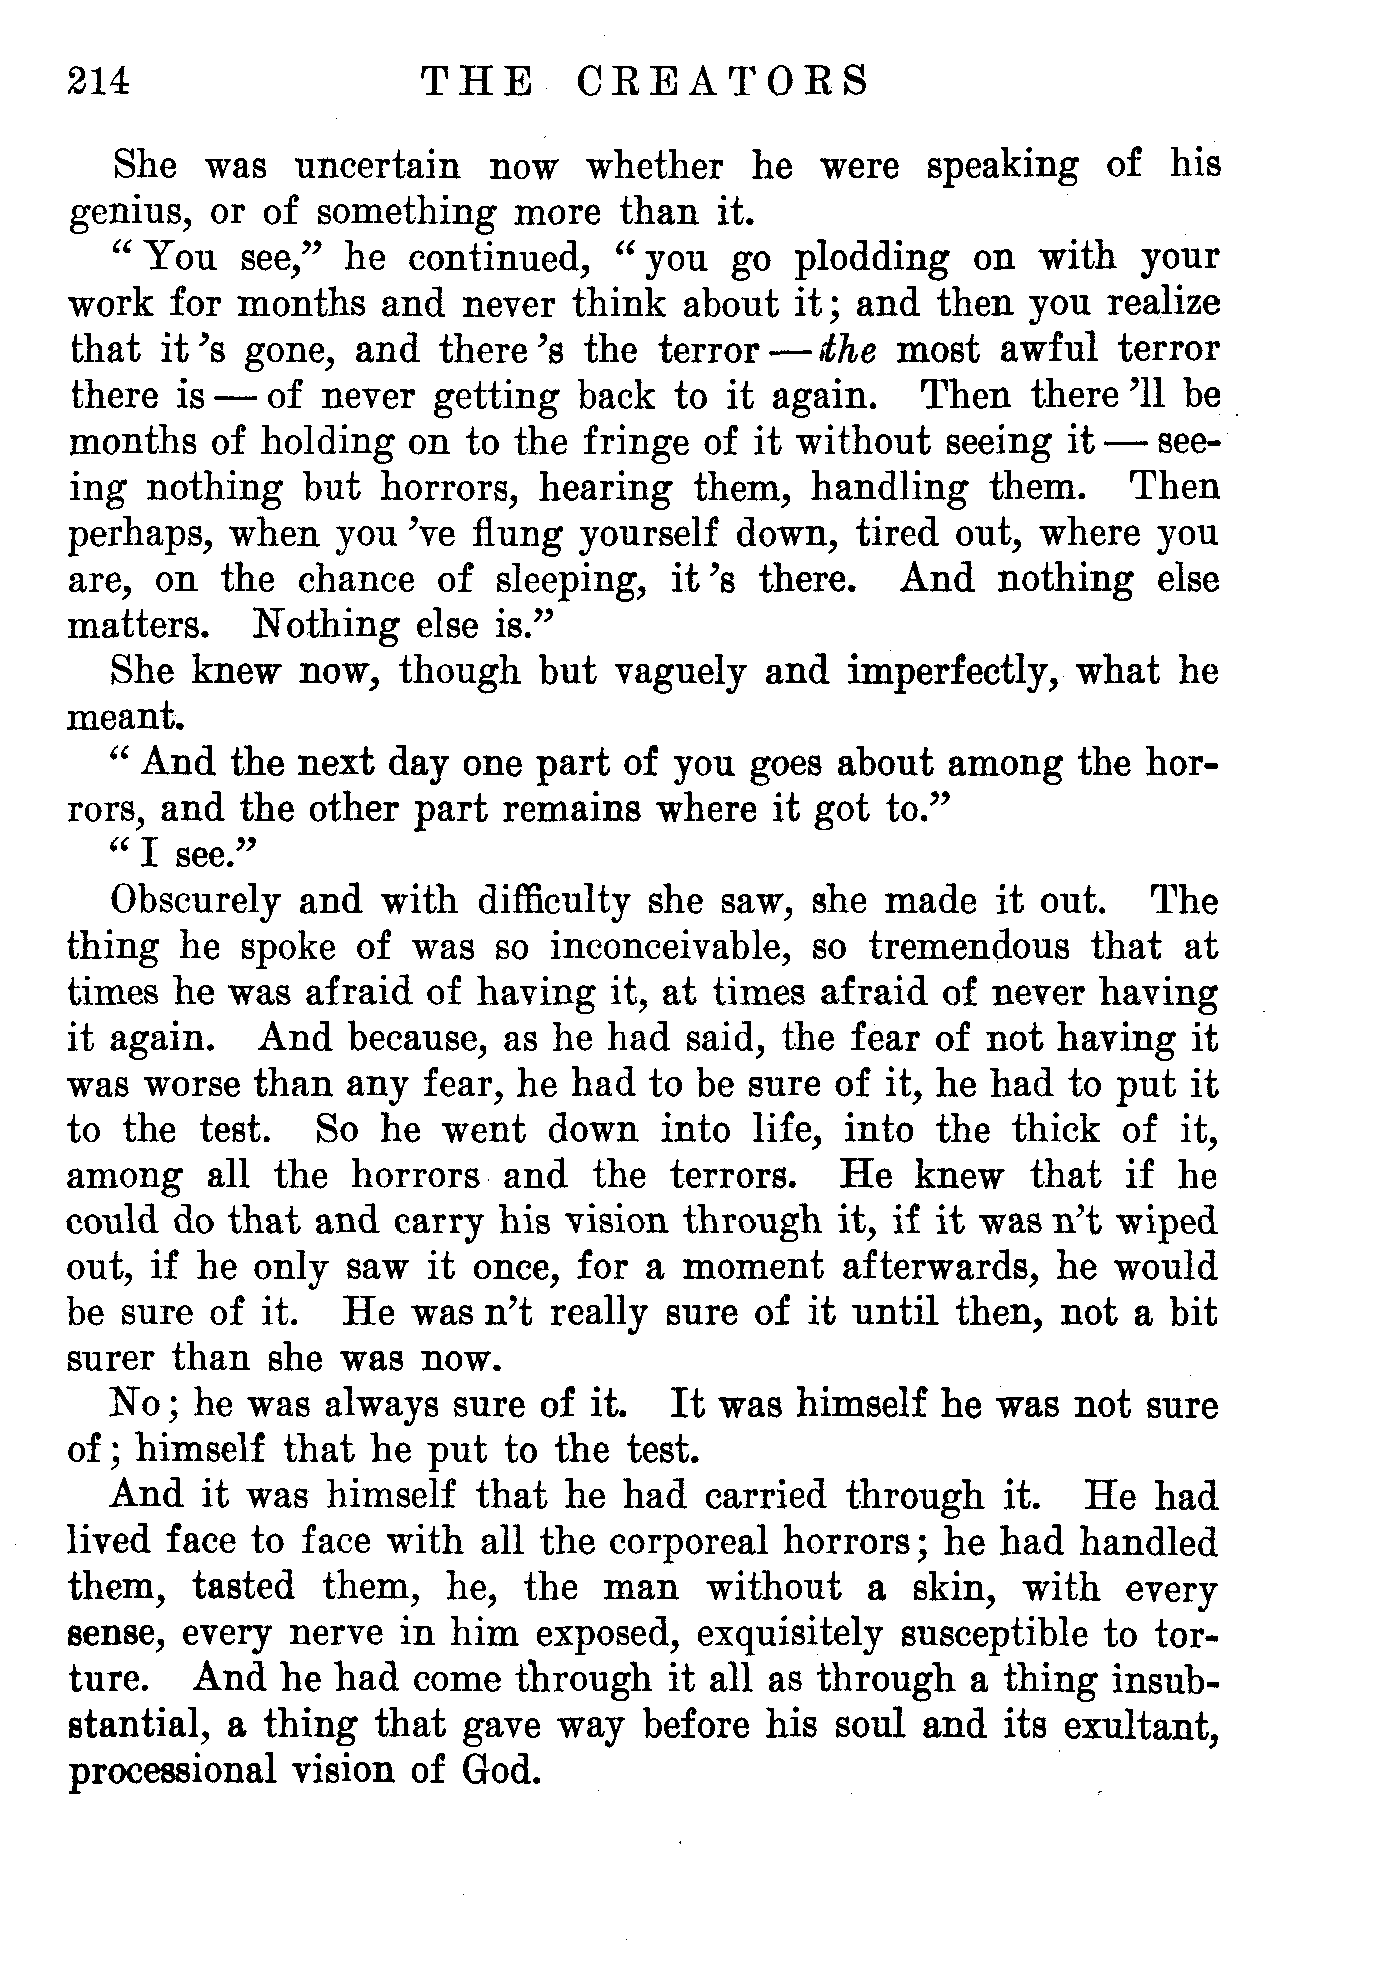 214 THE CREATORS
She was uncertain now whether he were speaking of his
genius, or of something more than it.
“ You see,” he continued, “ you go plodding on with your
work for months and never think about it; and then you realize
that it ’s gone, and there ’s the terror — the most awful terror
there is — of never getting back to it again. Then there ’ll be
months of holding on to the fringe of it without seeing it — see-
ing nothing but horrors, hearing them, handling them. Then
perhaps, when you ’ve flung yourself down, tired out, where you
are, on the chance of sleeping, it ’s there. And nothing else
matters. Nothing else is.”
She knew now, though but vaguely and imperfectly, what he
meant.
“ And the next day one part of you goes about among the hor-
rors, and the other part remains where it got to.”
“ I see.”
Obscurely and with difficulty she saw, she made it out. The
thing he spoke of was so inconceivable, so tremendous that at
times he was afraid of having it, at times afraid of never having
it again. And because, as he had said, the fear of not having it
was worse than any fear, he had to be sure of it, he had to put it
to the test. So he went down into life, into the thick of it,
among all the horrors and the terrors. He knew that if he
could do that and carry his vision through it, if it was n’t wiped
out, if he only saw it once, for a moment afterwards, he would
be sure of it. He was n’t really sure of it until then, not a bit
surer than she was now.
No; he was always sure of it. It was himself he was not sure
of; himself that he put to the test.
And it was himself that he had carried through it. He had
lived face to face with all the corporeal horrors; he had handled
them, tasted them, he, the man without a skin, with every
sense, every nerve in him exposed, exquisitely susceptible to tor-
ture. And he had come through it all as through a thing insub-
stantial, a thing that gave way before his soul and its exultant,
processional vision of God.